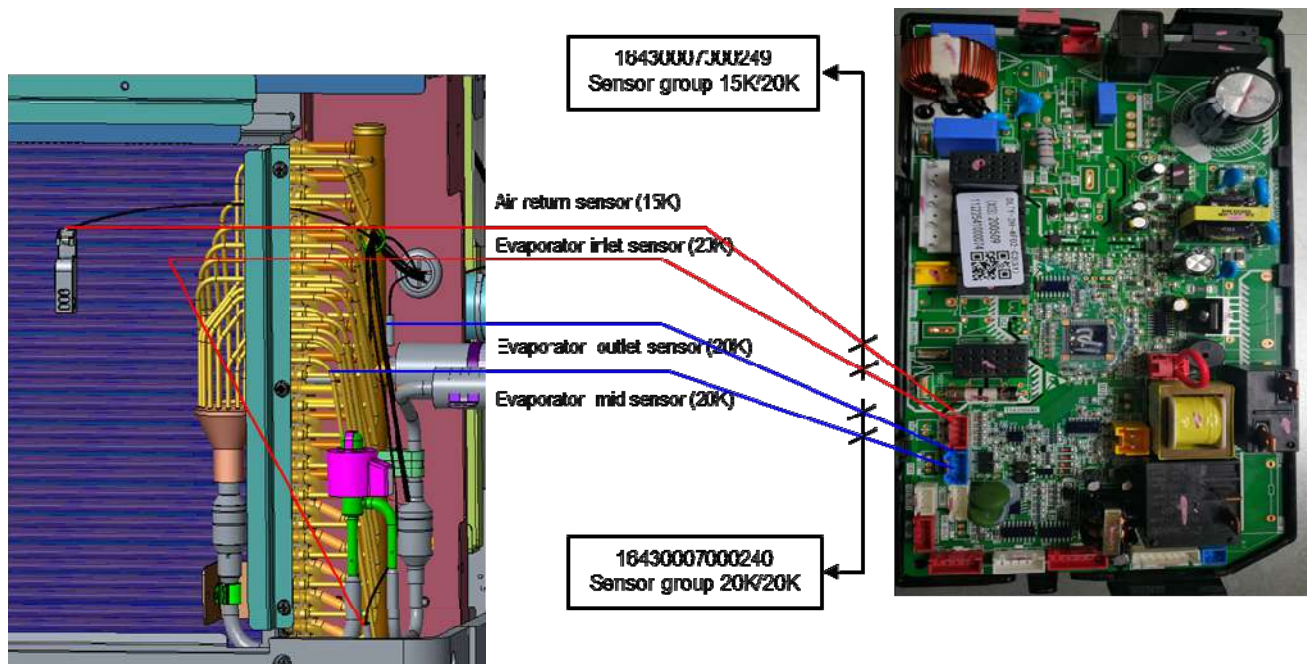 16430007300249
Sensor group 15K/20K
Air return sensor (15K)
Evaporator inlet sensor (20K)
Evaporator outlet sensor (20K)
Evaporator mid sensor (20K)
16430007000240
Sensor group 20K/20K